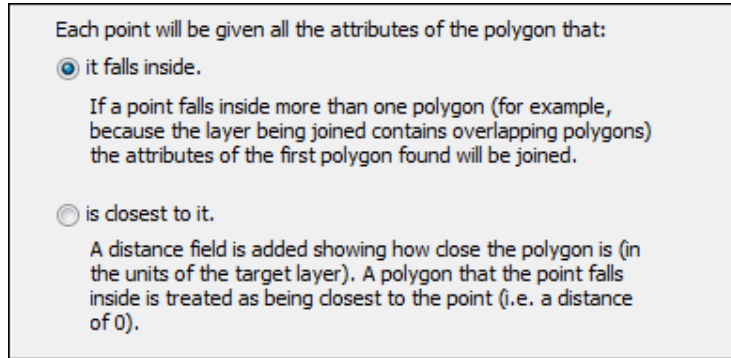 Each point will be given all the attributes of the polygon that:
it falls inside.
If a point falls inside more than one polygon (for example,
because the layer being joined contains overlapping polygons)
the attributes of the first polygon found will be joined.
is closest to it.
A distance field is added showing how close the polygon is (in
the units of the target layer). A polygon that the point falls
inside is treated as being closest to the point (i.e. a distance
of 0).